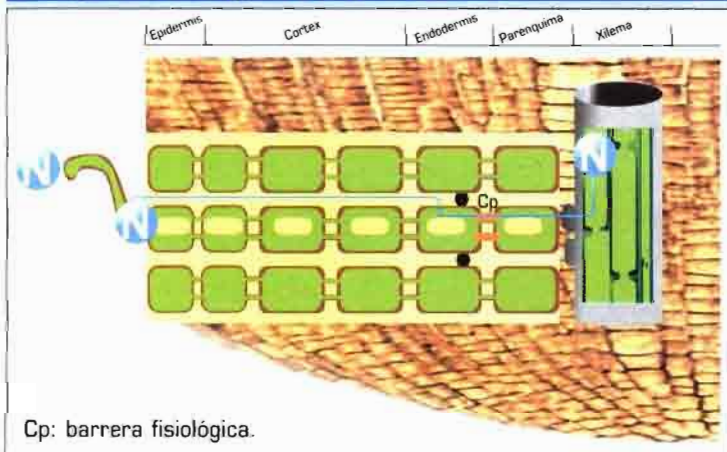 Epidermis Cortex Endodermis Parenquima Xilema
N
N
N
Cp
Cp: barrera fisiológica.